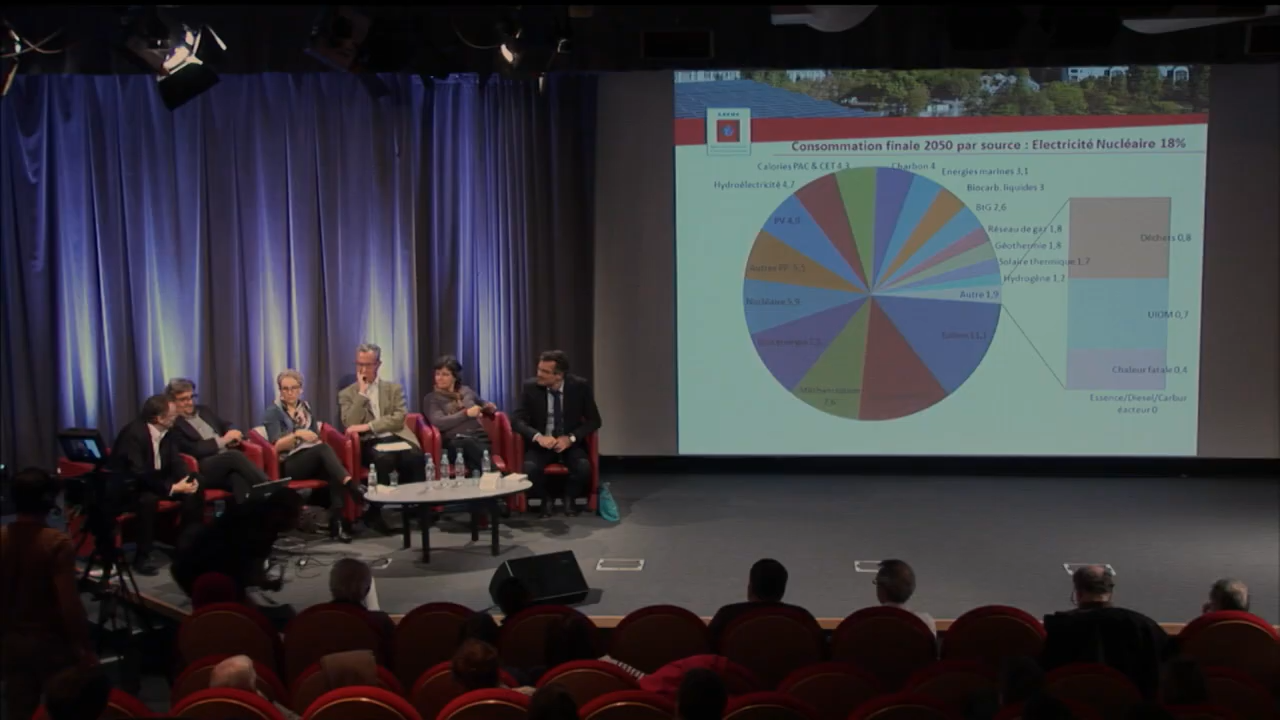 Consommation finale 2050 par source : Electricité Nucléaire 18%
Calories PAC & CET 4,3
Charbon 4
Energies marines 3,1
Hydroélectricité 4,7
Biocarb. liquides 3
BtG 2,6
PV 4,9
Réseau de gaz 1,8
Déchets 0,8
Géothermie 1,8
Solaire thermique 1,7
Autres PP
Hydrogène 1,2
Autre 1,9
Nucléaire 5,9
UIOM 0,7
Chaleur fatale 0,4
Essence/Diesel/Carbur
éacteur 0